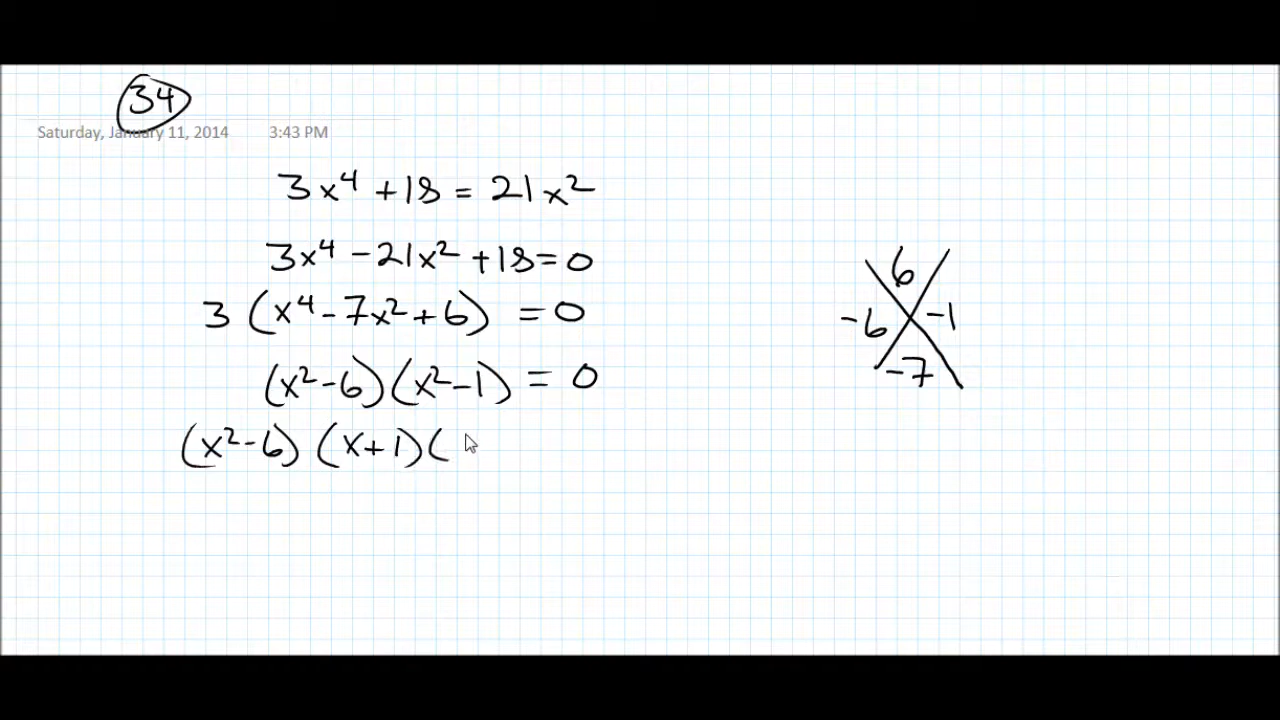 34
Saturday, January 11, 2014 3:43 PM
3x⁴ + 18 = 21x²
3x⁴ - 21x² + 18 = 0
3 (x⁴ - 7x² + 6) = 0
(x² - 6)(x² - 1) = 0
(x² - 6) (x + 1)(
6
-6 -1
-7